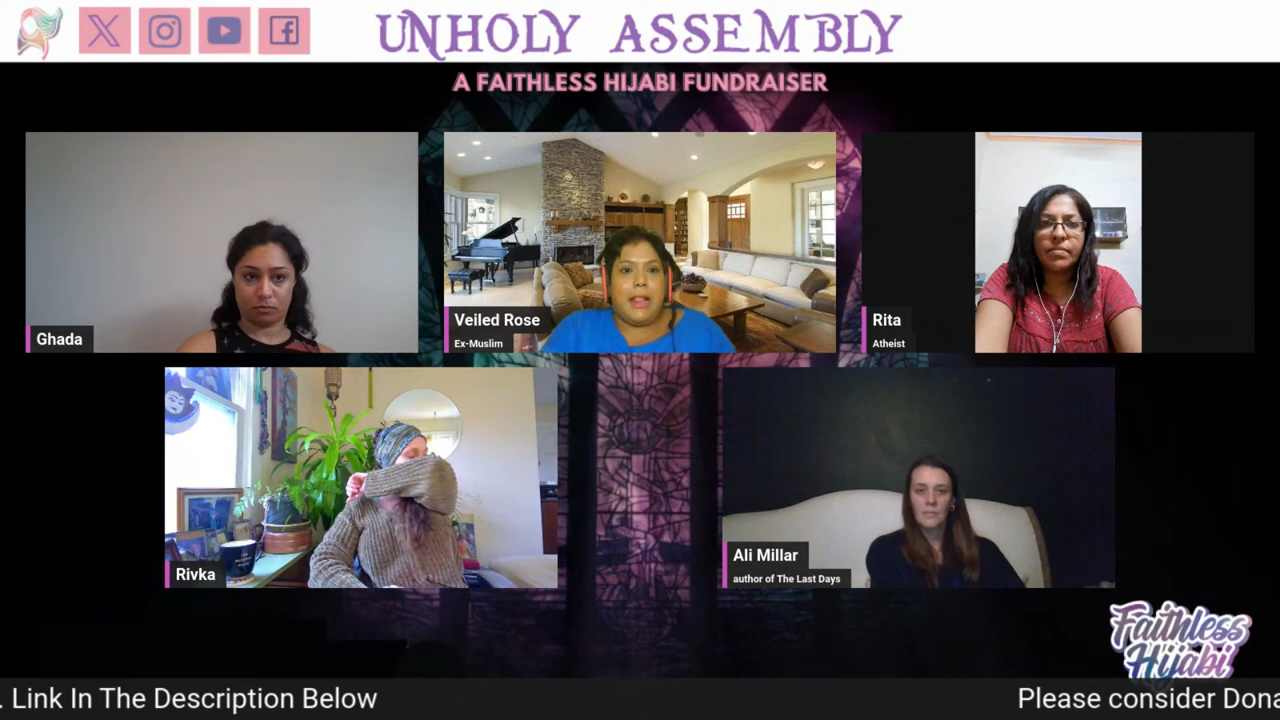 UNHOLY ASSEMBLY
A FAITHLESS HIJABI FUNDRAISER
Ghada
Veiled Rose
Ex-Muslim
Rita
Atheist
Rivka
Ali Millar
author of The Last Days
Faithless
Hijabi
. Link In The Description Below
Please consider Dona